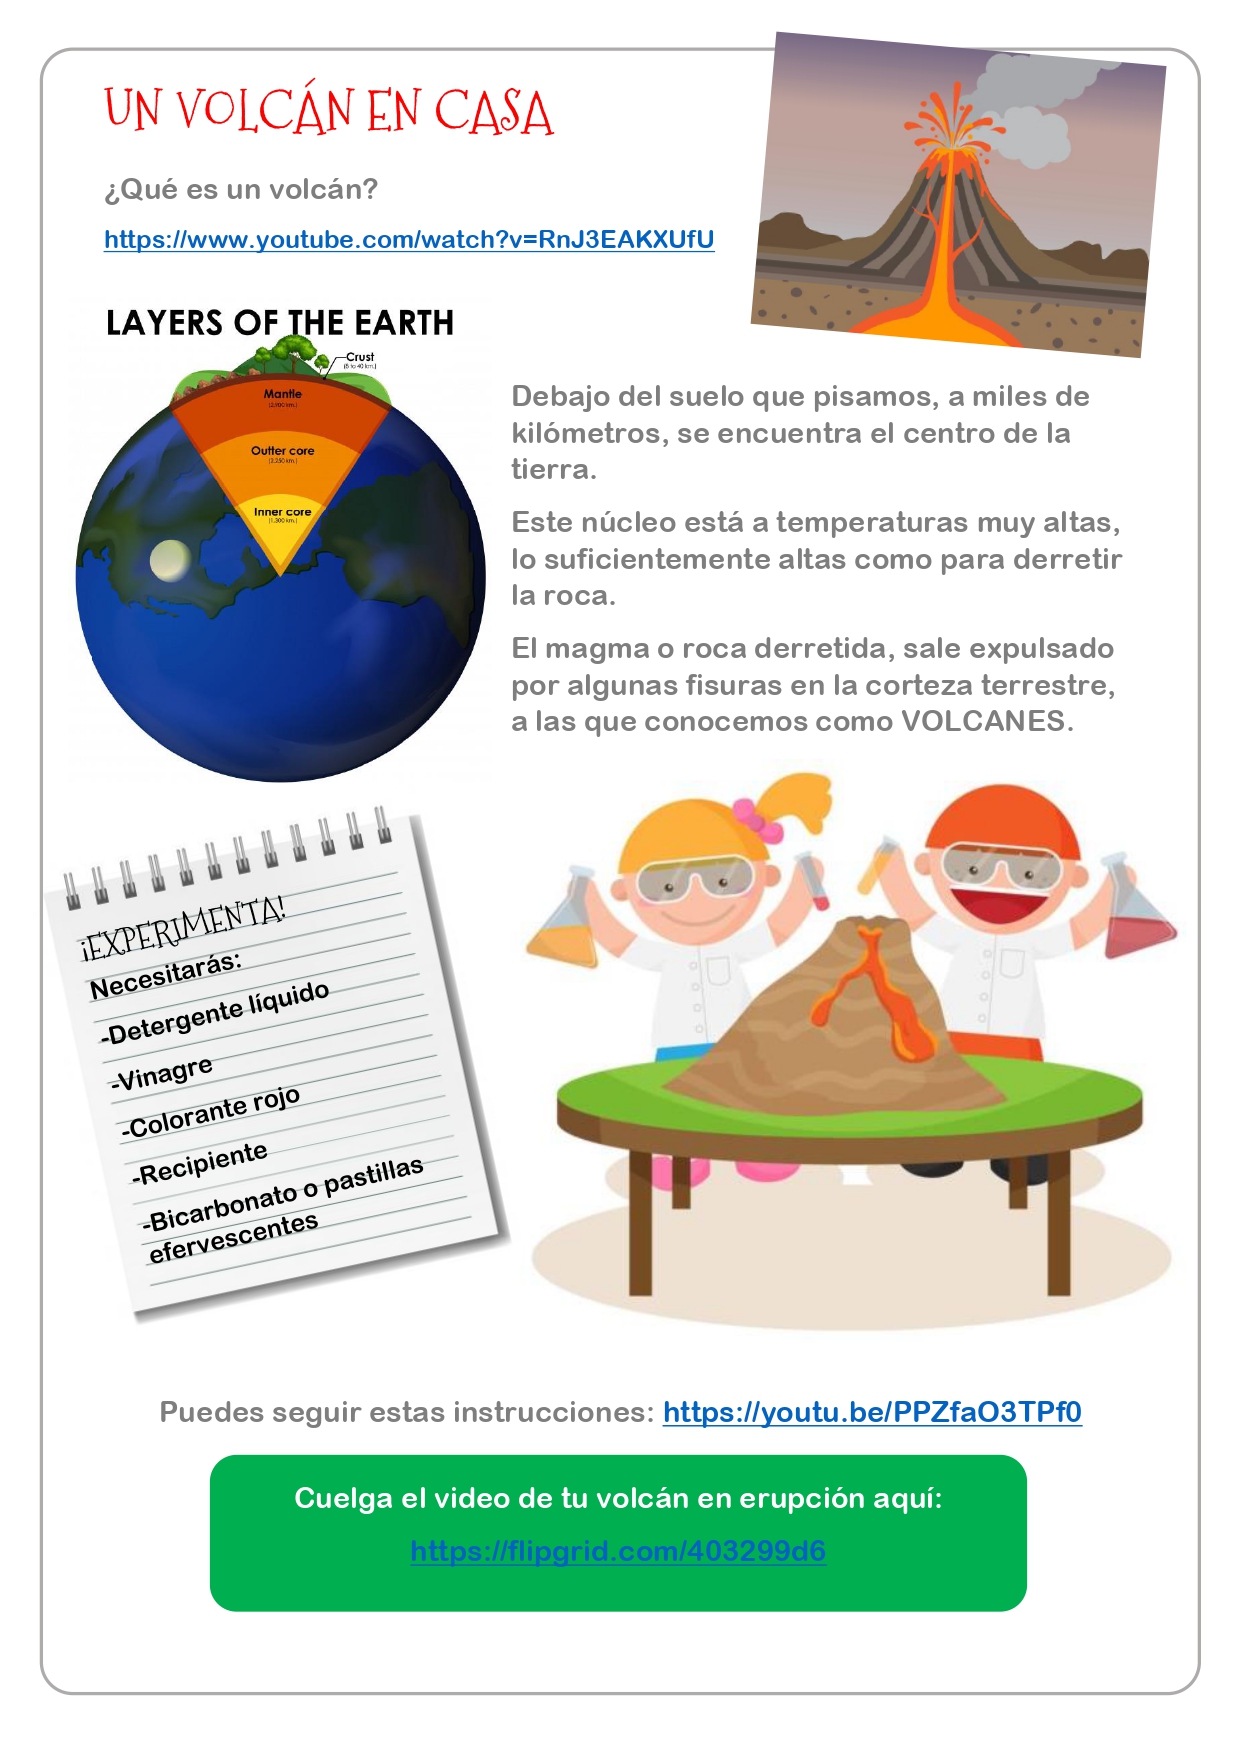 UN VOLCÁN EN CASA
¿Qué es un volcán?
https://www.youtube.com/watch?v=RnJ3EAKXUfU
LAYERS OF THE EARTH
Crust
(5 to 40 km.)
Mantle
(2,900 km.)
Outter core
(2,250 km.)
Inner core
(1,300 km.)
Debajo del suelo que pisamos, a miles de
kilómetros, se encuentra el centro de la
tierra.
Este núcleo está a temperaturas muy altas,
lo suficientemente altas como para derretir
la roca.
El magma o roca derretida, sale expulsado
por algunas fisuras en la corteza terrestre,
a las que conocemos como VOLCANES.
¡EXPERIMENTA!
Necesitarás:
-Detergente líquido
-Vinagre
-Colorante rojo
-Recipiente
-Bicarbonato o pastillas
efervescentes
Puedes seguir estas instrucciones: https://youtu.be/PPZfaO3TPf0
Cuelga el video de tu volcán en erupción aquí:
https://flipgrid.com/403299d6